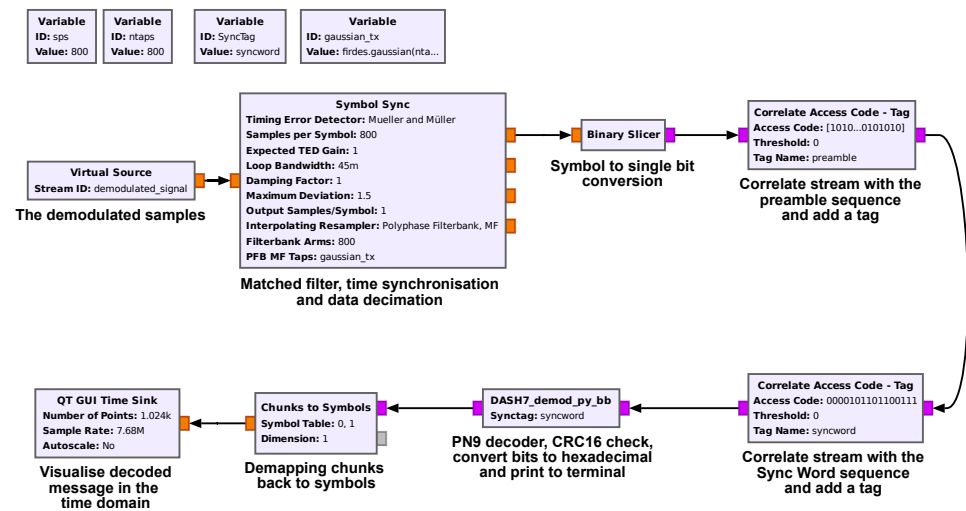 Variable
ID: sps
Value: 800
Variable
ID: ntaps
Value: 800
Variable
ID: SyncTag
Value: syncword
Variable
ID: gaussian_tx
Value: firdes.gaussian(nta...
Virtual Source
Stream ID: demodulated_signal
The demodulated samples
Symbol Sync
Timing Error Detector: Mueller and Müller
Samples per Symbol: 800
Expected TED Gain: 1
Loop Bandwidth: 45m
Damping Factor: 1
Maximum Deviation: 1.5
Output Samples/Symbol: 1
Interpolating Resampler: Polyphase Filterbank, MF
Filterbank Arms: 800
PFB MF Taps: gaussian_tx
Matched filter, time synchronisation
and data decimation
Binary Slicer
Symbol to single bit
conversion
Correlate Access Code - Tag
Access Code: [1010...0101010]
Threshold: 0
Tag Name: preamble
Correlate stream with the
preamble sequence
and add a tag
QT GUI Time Sink
Number of Points: 1.024k
Sample Rate: 7.68M
Autoscale: No
Visualise decoded
message in the
time domain
Chunks to Symbols
Symbol Table: 0, 1
Dimension: 1
Demapping chunks
back to symbols
DASH7_demod_py_bb
Synctag: syncword
PN9 decoder, CRC16 check,
convert bits to hexadecimal
and print to terminal
Correlate Access Code - Tag
Access Code: 0000101101100111
Threshold: 0
Tag Name: syncword
Correlate stream with the
Sync Word sequence
and add a tag